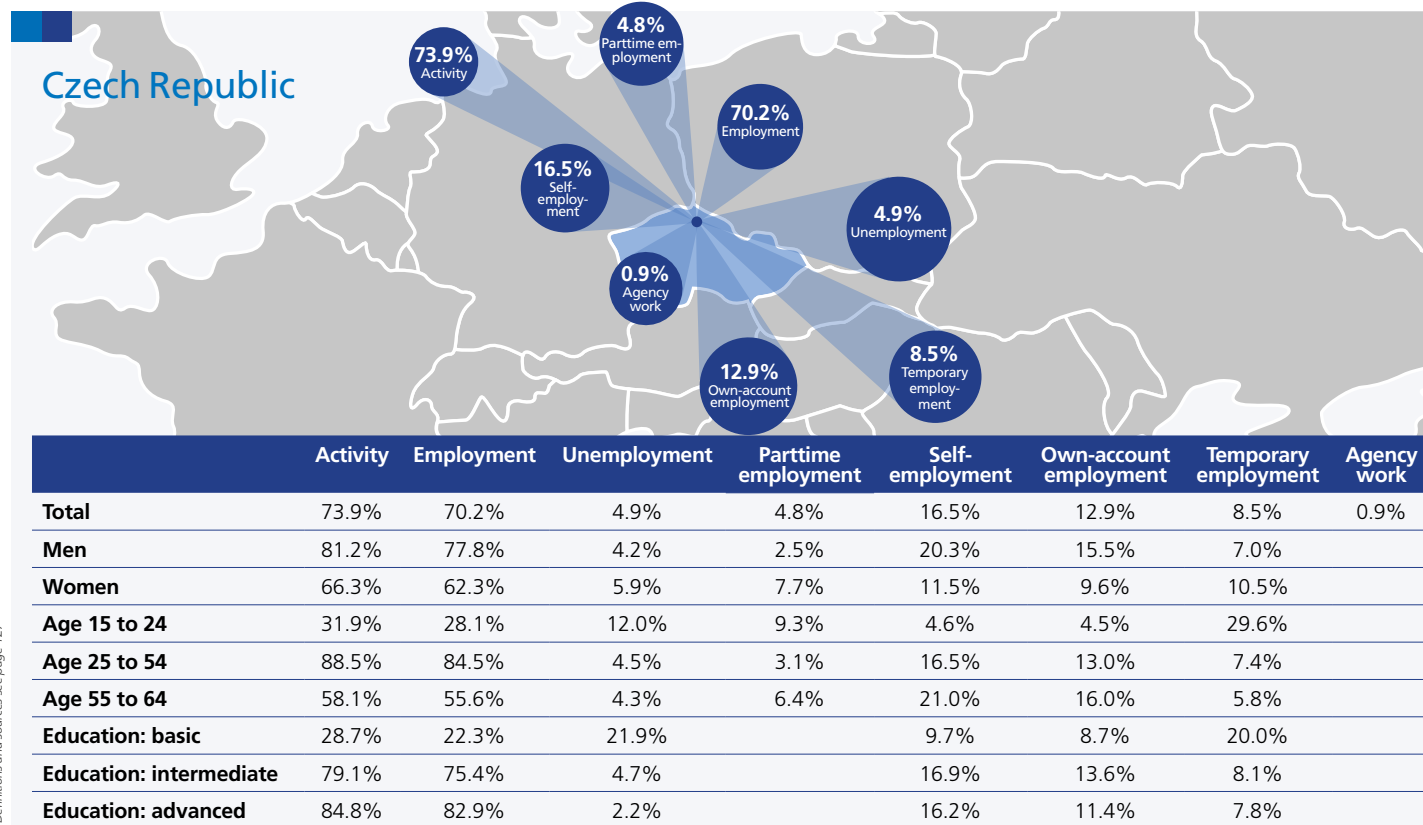 Czech Republic
73.9%
Activity
4.8%
Parttime em-
ployment
70.2%
Employment
16.5%
Self-
employ-
ment
4.9%
Unemployment
0.9%
Agency
work
12.9%
Own-account
employment
8.5%
Temporary
employ-
ment
Activity Employment Unemployment Parttime employment Self-employment Own-account employment Temporary employment Agency work
Total 73.9% 70.2% 4.9% 4.8% 16.5% 12.9% 8.5% 0.9%
Men 81.2% 77.8% 4.2% 2.5% 20.3% 15.5% 7.0%
Women 66.3% 62.3% 5.9% 7.7% 11.5% 9.6% 10.5%
Age 15 to 24 31.9% 28.1% 12.0% 9.3% 4.6% 4.5% 29.6%
Age 25 to 54 88.5% 84.5% 4.5% 3.1% 16.5% 13.0% 7.4%
Age 55 to 64 58.1% 55.6% 4.3% 6.4% 21.0% 16.0% 5.8%
Education: basic 28.7% 22.3% 21.9% 9.7% 8.7% 20.0%
Education: intermediate 79.1% 75.4% 4.7% 16.9% 13.6% 8.1%
Education: advanced 84.8% 82.9% 2.2% 16.2% 11.4% 7.8%